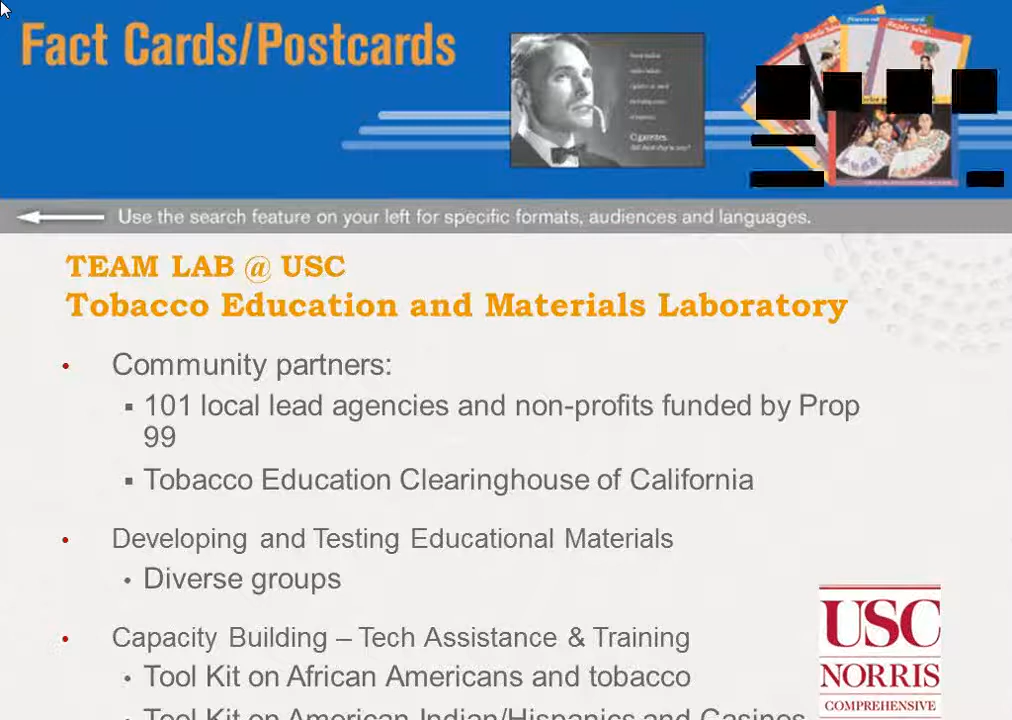 Fact Cards/Postcards
Cigarettes.
Use the search feature on your left for specific formats, audiences and languages.
TEAM LAB @ USC
Tobacco Education and Materials Laboratory
• Community partners:
▪ 101 local lead agencies and non-profits funded by Prop
99
▪ Tobacco Education Clearinghouse of California
• Developing and Testing Educational Materials
• Diverse groups
• Capacity Building – Tech Assistance & Training
• Tool Kit on African Americans and tobacco
• Tool Kit on American Indian/Hispanics and Casinos
USC
NORRIS
COMPREHENSIVE